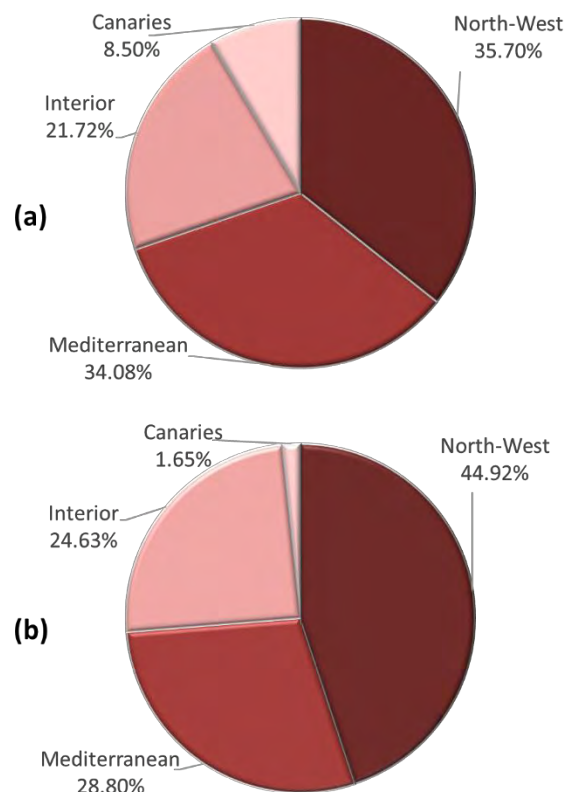 Canaries
8.50%
North-West
35.70%
Interior
21.72%
(a)
Mediterranean
34.08%
Canaries
1.65%
North-West
44.92%
Interior
24.63%
(b)
Mediterranean
28.80%